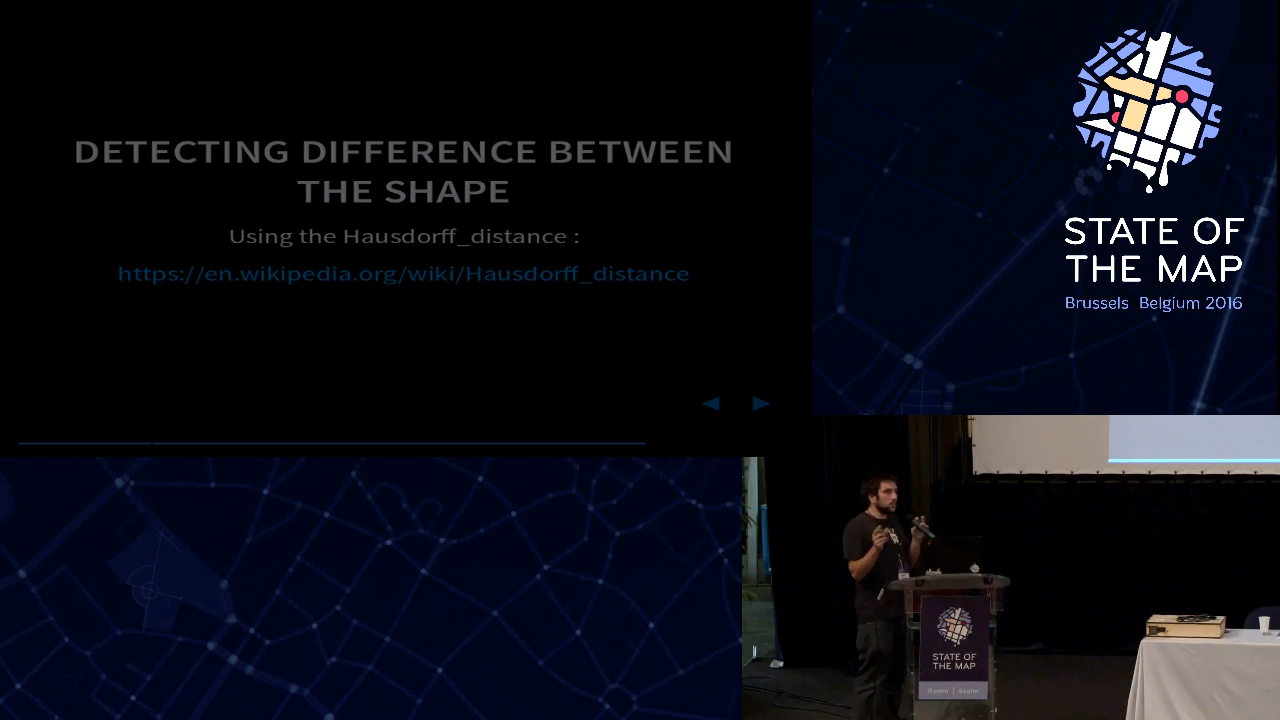 DETECTING DIFFERENCE BETWEEN
THE SHAPE
Using the Hausdorff_distance :
https://en.wikipedia.org/wiki/Hausdorff_distance
STATE OF
THE MAP
Brussels Belgium 2016
STATE OF
THE MAP